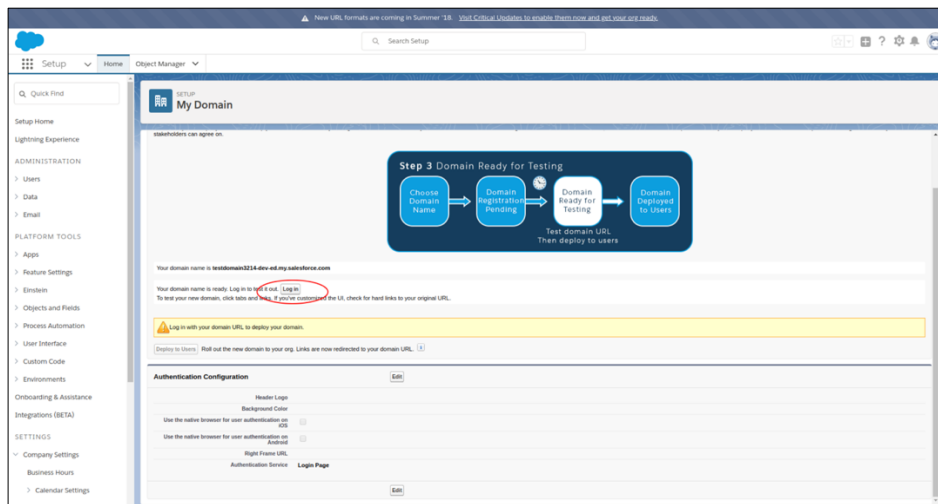 New URL formats are coming in Summer '18. Visit Critical Updates to enable them now and get your org ready.
Search Setup
Setup
Home
Object Manager
Quick Find
Setup Home
Lightning Experience
ADMINISTRATION
Users
Data
Email
PLATFORM TOOLS
Apps
Feature Settings
Einstein
Objects and Fields
Process Automation
User Interface
Custom Code
Environments
Onboarding & Assistance
Integrations (BETA)
SETTINGS
Company Settings
Business Hours
Calendar Settings
SETUP
My Domain
stakeholders can agree on.
Step 3 Domain Ready for Testing
Choose
Domain
Name
Domain
Registration
Pending
Domain
Ready for
Testing
Domain
Deployed
to Users
Test domain URL
Then deploy to users
Your domain name is testdomain3214-dev-ed.my.salesforce.com
Your domain name is ready. Log in to test it out. Log in
To test your new domain, click tabs and links. If you've customized the UI, check for hard links to your original URL.
Log in with your domain URL to deploy your domain.
Deploy to Users Roll out the new domain to your org. Links are now redirected to your domain URL. i
Authentication Configuration
Edit
Header Logo
Background Color
Use the native browser for user authentication on
iOS
Use the native browser for user authentication on
Android
Right Frame URL
Authentication Service Login Page
Edit